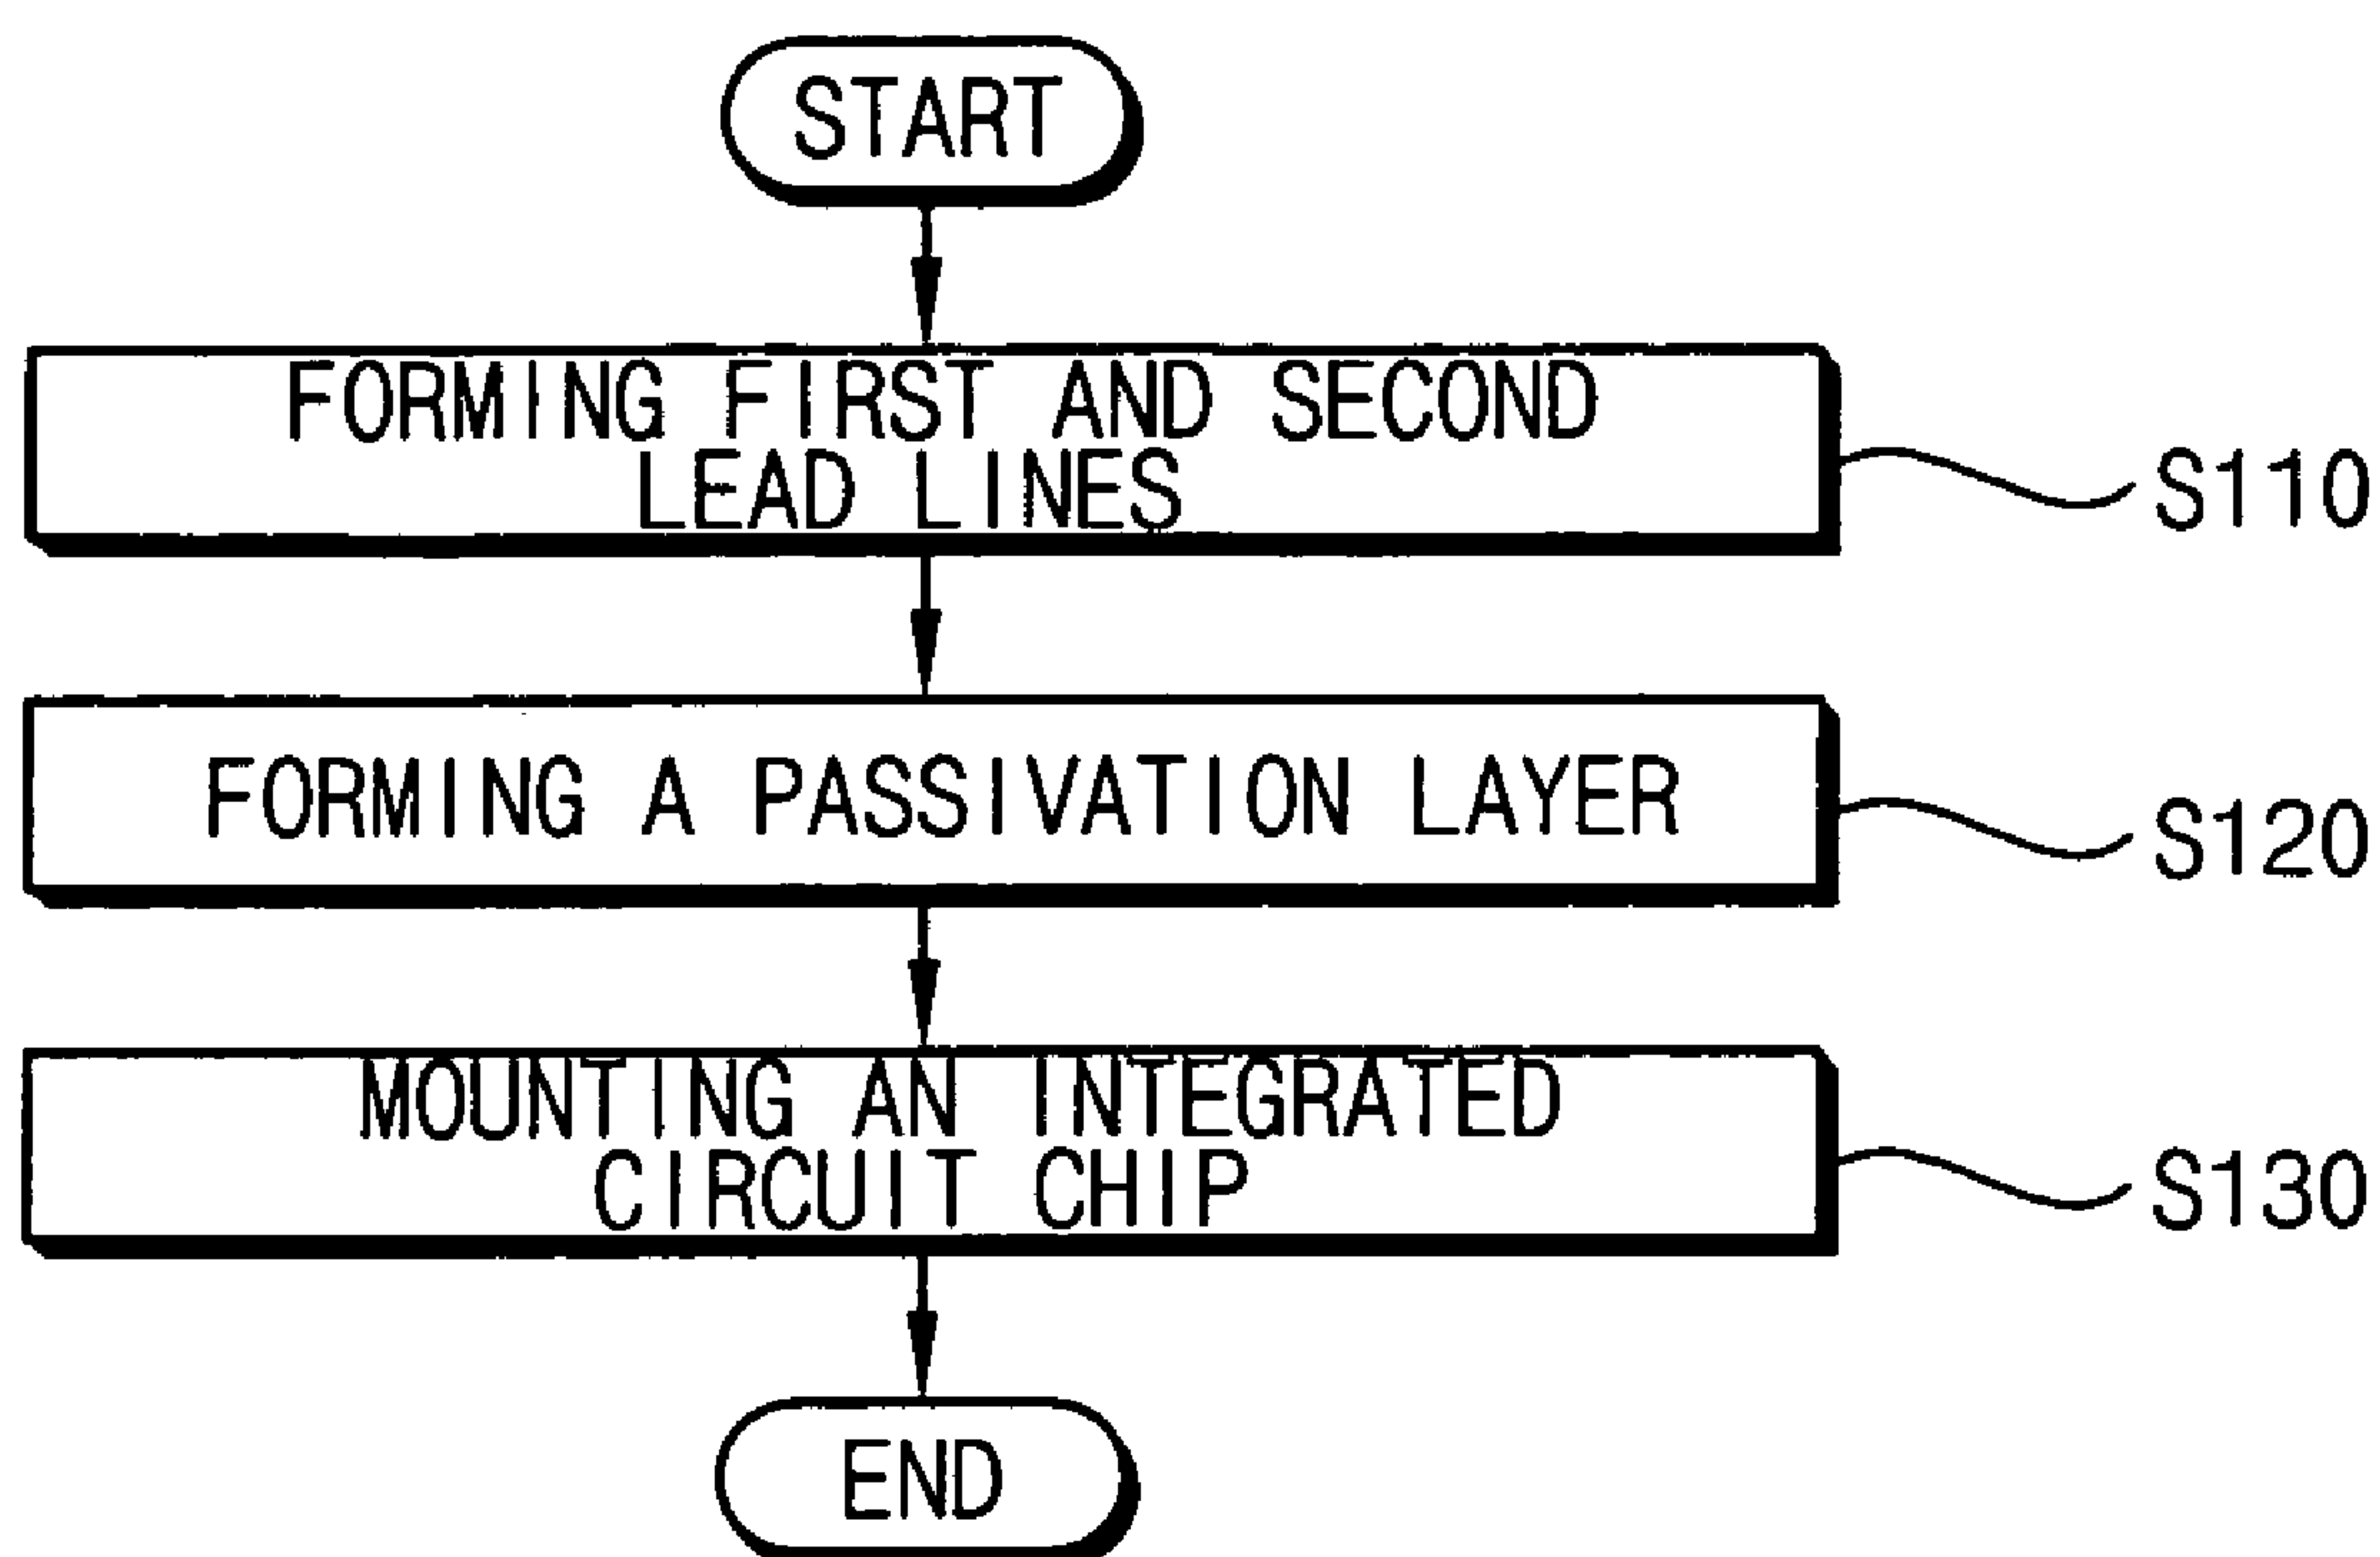 START
FORMING FIRST AND SECOND
LEAD LINES
S110
FORMING A PASSIVATION LAYER
S120
MOUNTING AN INTEGRATED
CIRCUIT CHIP
S130
END